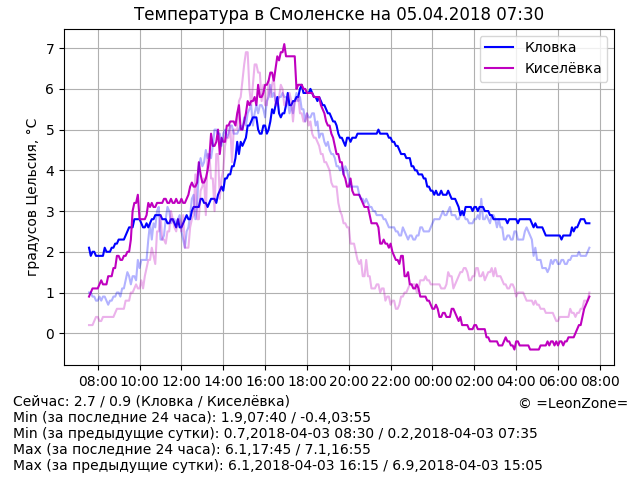 Температура в Смоленске на 05.04.2018 07:30
градусов Цельсия, °C
7
6
5
4
3
2
1
0
Кловка
Киселёвка
08:00 10:00 12:00 14:00 16:00 18:00 20:00 22:00 00:00 02:00 04:00 06:00 08:00
Сейчас: 2.7 / 0.9 (Кловка / Киселёвка)
© =LeonZone=
Min (за последние 24 часа): 1.9,07:40 / -0.4,03:55
Min (за предыдущие сутки): 0.7,2018-04-03 08:30 / 0.2,2018-04-03 07:35
Max (за последние 24 часа): 6.1,17:45 / 7.1,16:55
Max (за предыдущие сутки): 6.1,2018-04-03 16:15 / 6.9,2018-04-03 15:05